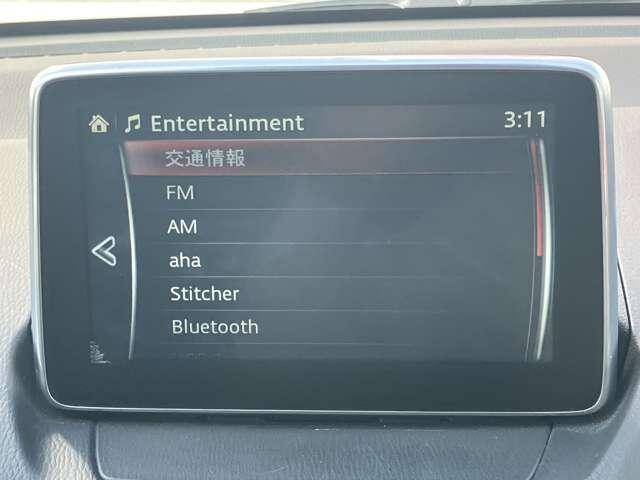 Entertainment 3:11
交通情報
FM
AM
aha
Stitcher
Bluetooth